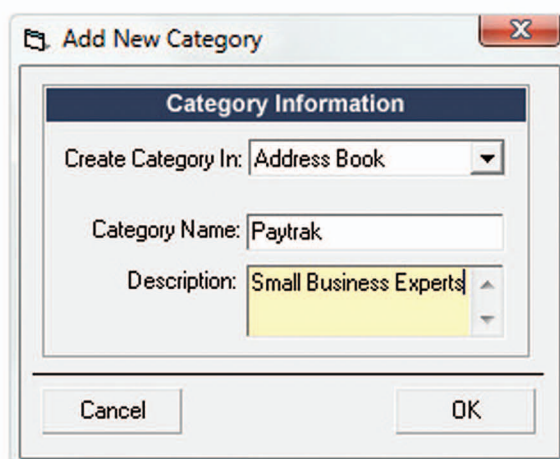 Add New Category
Category Information
Create Category In: Address Book
Category Name: Paytrak
Description: Small Business Experts
Cancel OK